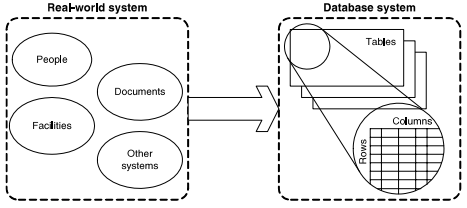 Real-world system
People
Documents
Facilities
Other
systems
Database system
Tables
Columns
Rows